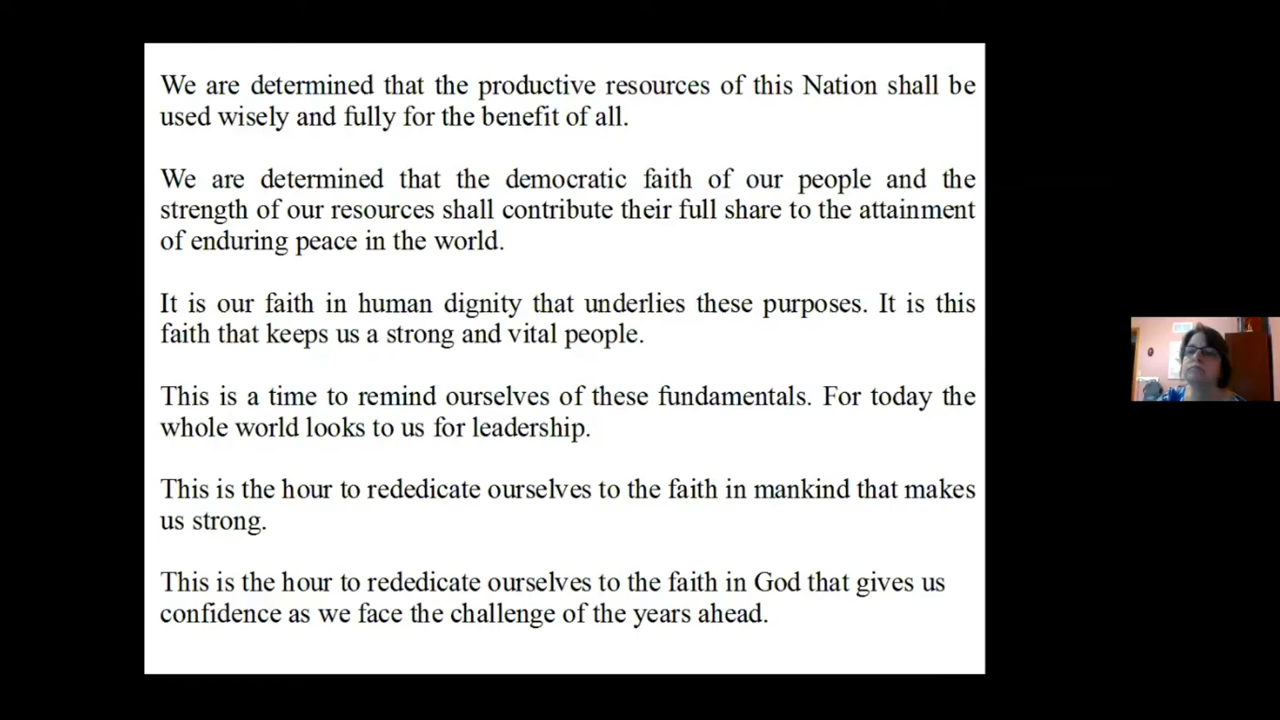 We are determined that the productive resources of this Nation shall be
used wisely and fully for the benefit of all.
We are determined that the democratic faith of our people and the
strength of our resources shall contribute their full share to the attainment
of enduring peace in the world.
It is our faith in human dignity that underlies these purposes. It is this
faith that keeps us a strong and vital people.
This is a time to remind ourselves of these fundamentals. For today the
whole world looks to us for leadership.
This is the hour to rededicate ourselves to the faith in mankind that makes
us strong.
This is the hour to rededicate ourselves to the faith in God that gives us
confidence as we face the challenge of the years ahead.